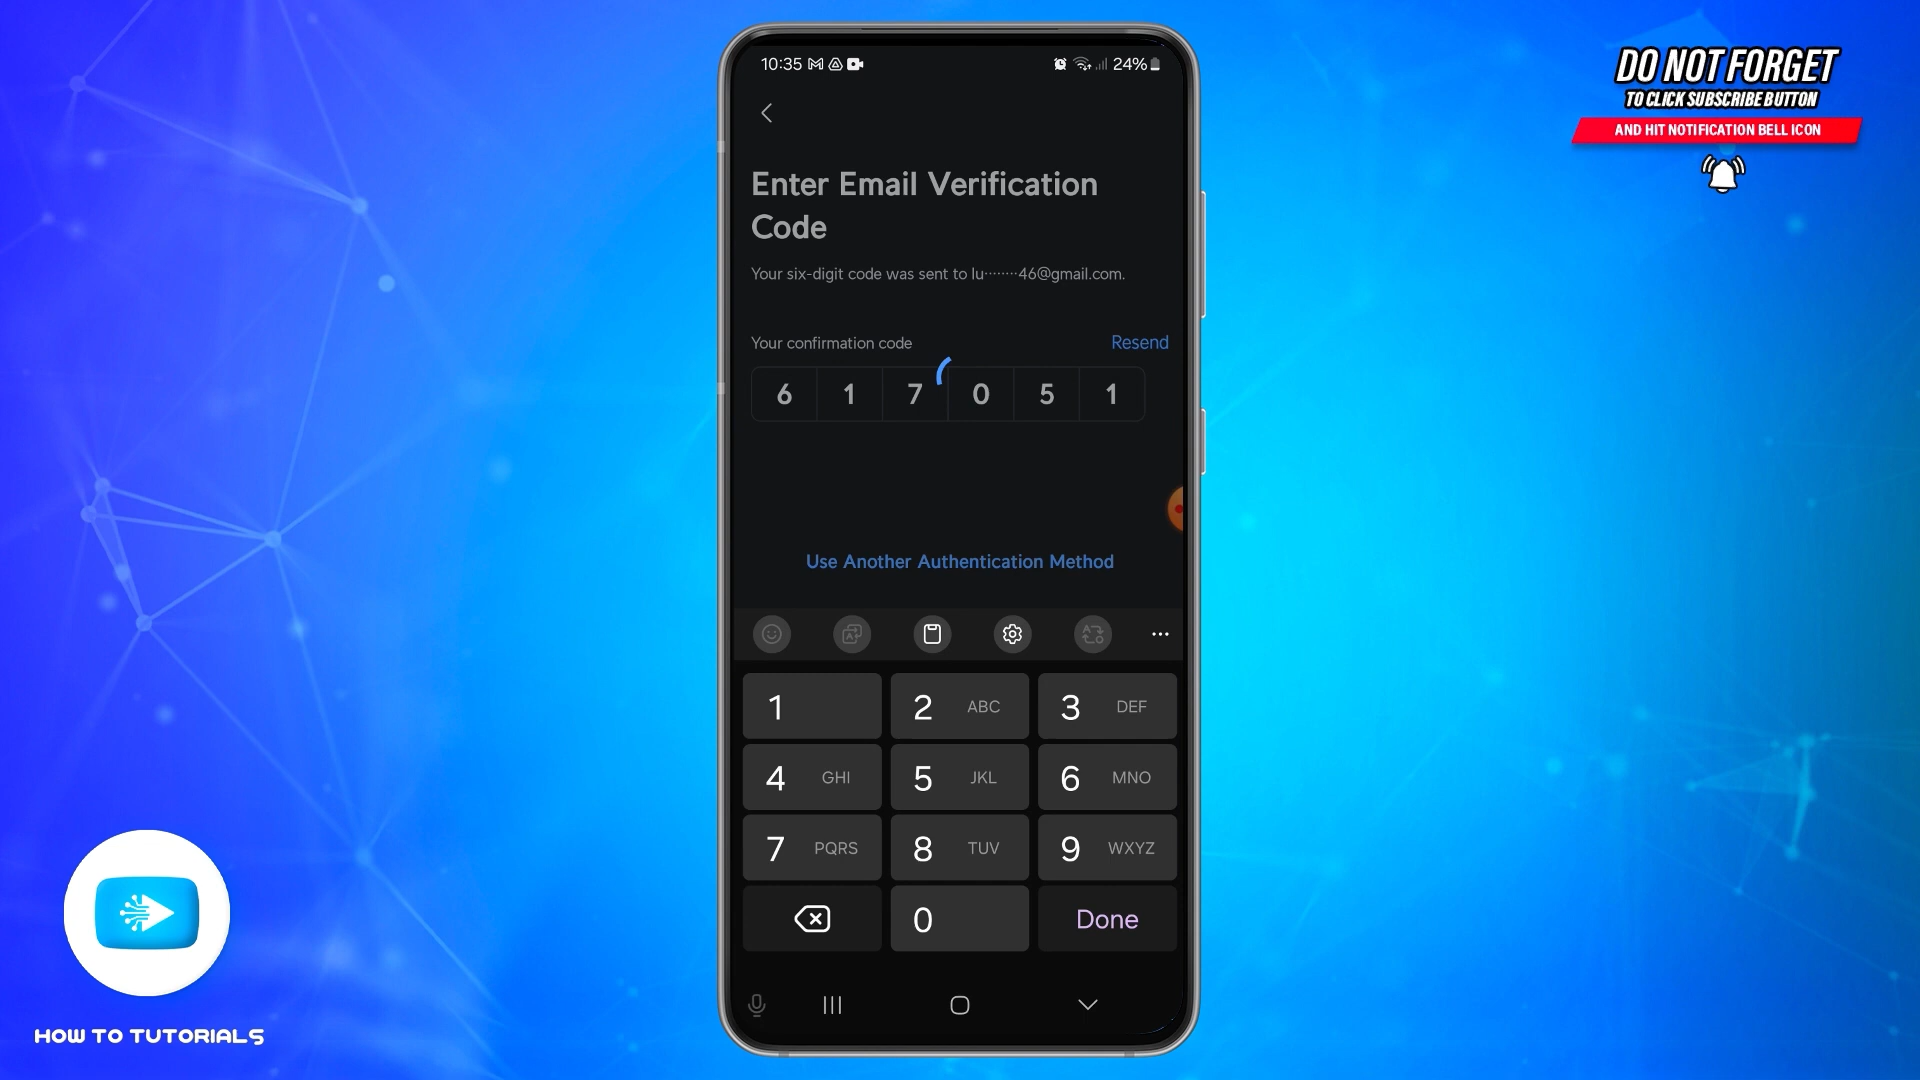 10:35
24%
Enter Email Verification
Code
Your six-digit code was sent to lu·······46@gmail.com.
Your confirmation code
Resend
6 1 7 0 5 1
Use Another Authentication Method
1
2 ABC
3 DEF
4 GHI
5 JKL
6 MNO
7 PQRS
8 TUV
9 WXYZ
0
Done
DO NOT FORGET
TO CLICK SUBSCRIBE BUTTON
AND HIT NOTIFICATION BELL ICON
HOW TO TUTORIALS